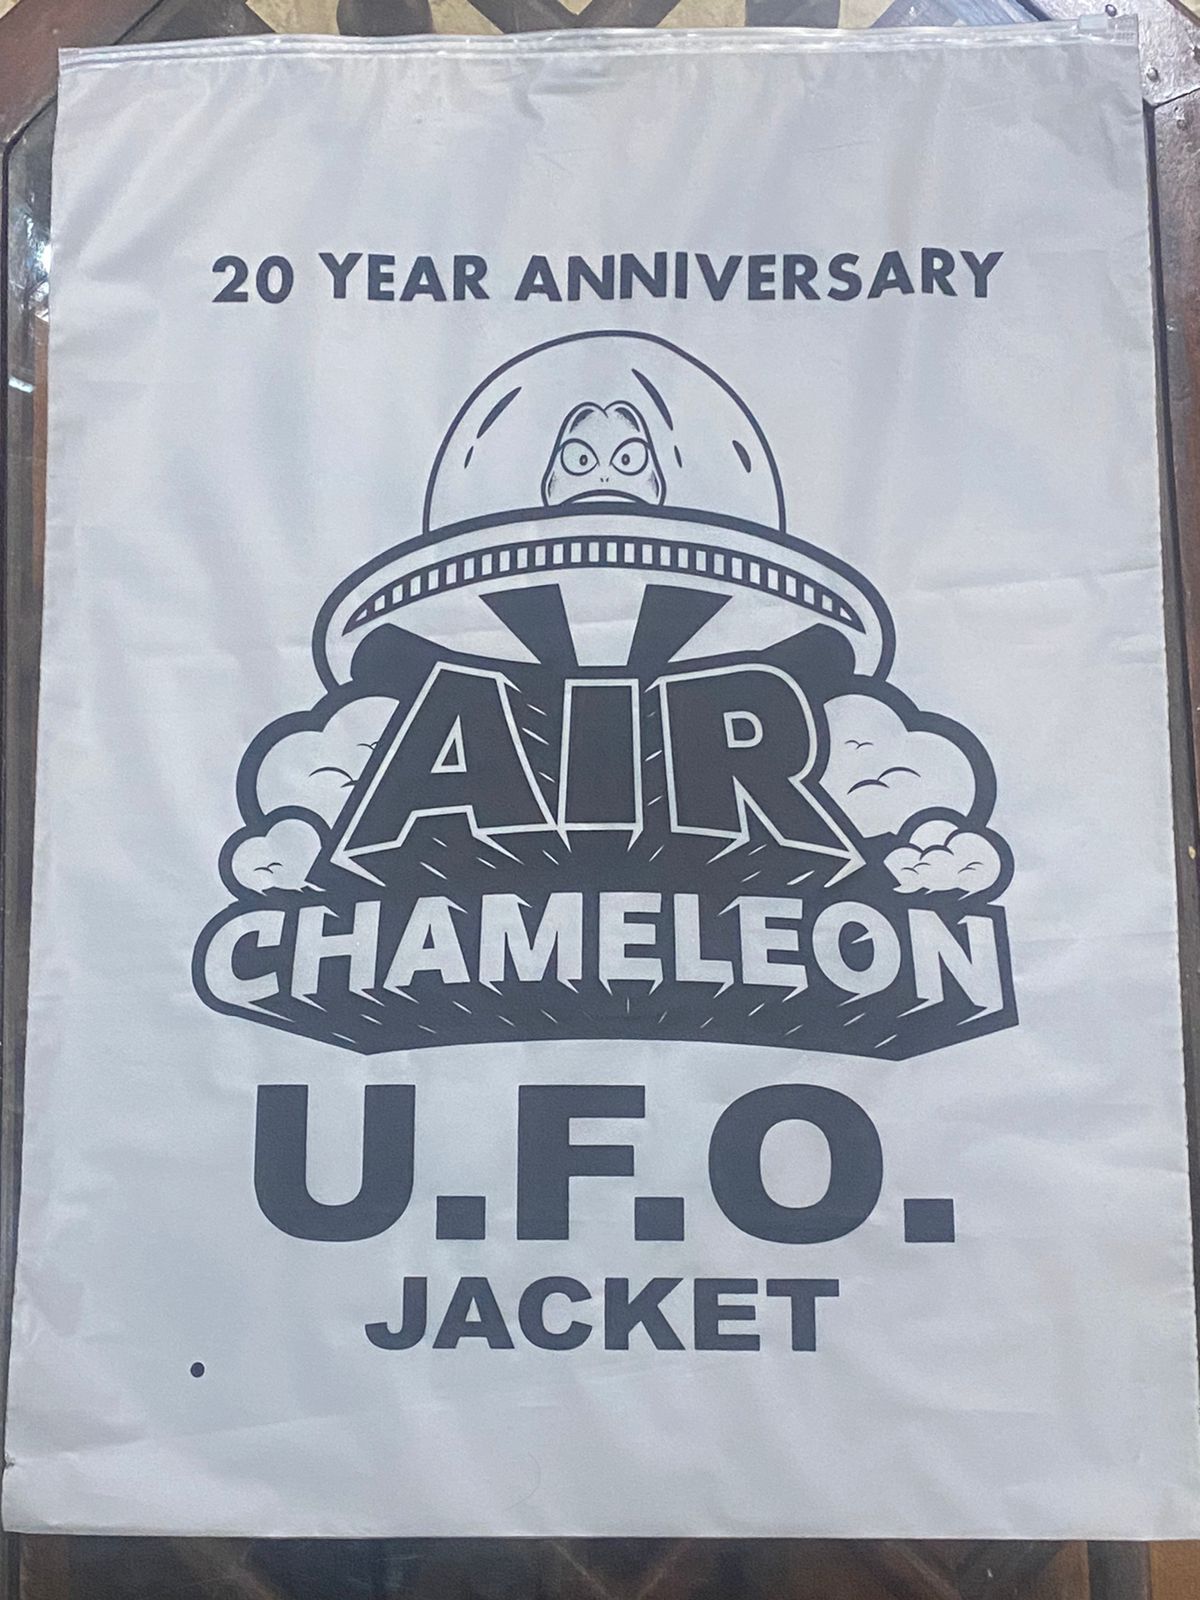 20 YEAR ANNIVERSARY
AIR
CHAMELEON
U.F.O.
JACKET